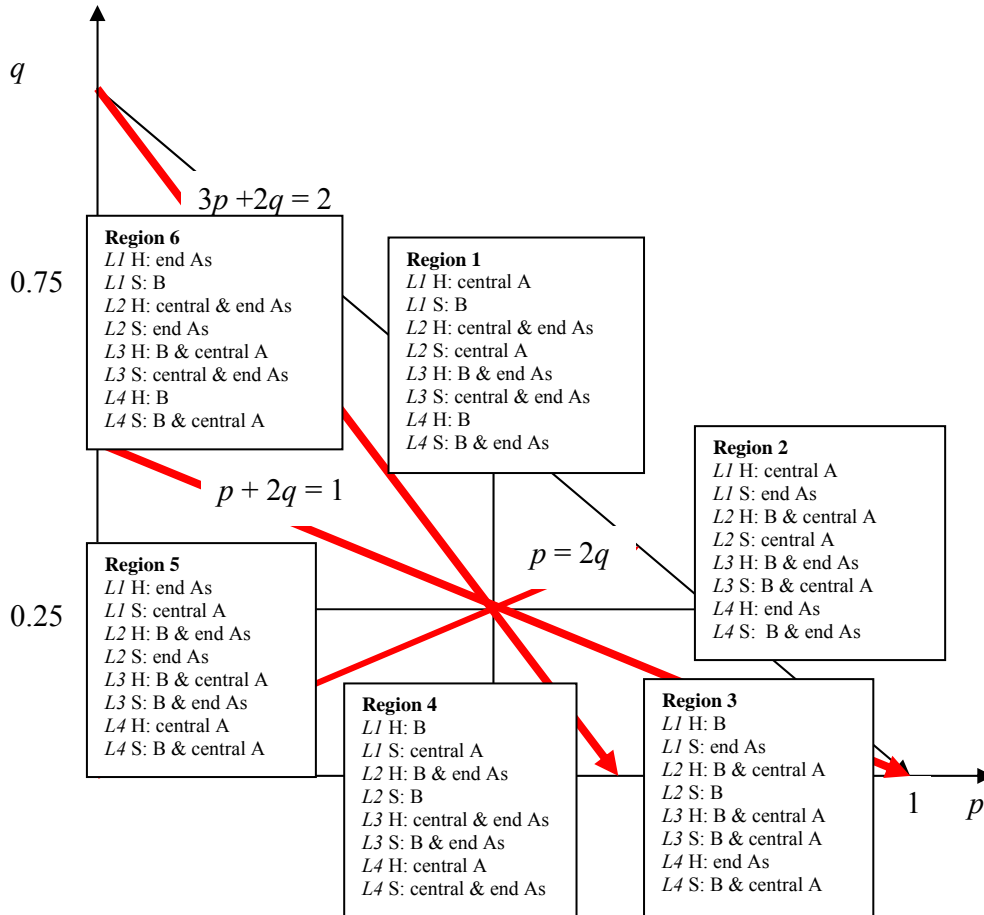 q
3p +2q = 2
Region 6
L1 H: end As
L1 S: B
L2 H: central & end As
L2 S: end As
L3 H: B & central A
L3 S: central & end As
L4 H: B
L4 S: B & central A
Region 1
L1 H: central A
L1 S: B
L2 H: central & end As
L2 S: central A
L3 H: B & end As
L3 S: central & end As
L4 H: B
L4 S: B & end As
0.75
Region 2
L1 H: central A
L1 S: end As
L2 H: B & central A
L2 S: central A
L3 H: B & end As
L3 S: B & central A
L4 H: end As
L4 S: B & end As
p + 2q = 1
p = 2q
Region 5
L1 H: end As
L1 S: central A
L2 H: B & end As
L2 S: end As
L3 H: B & central A
L3 S: B & end As
L4 H: central A
L4 S: B & central A
0.25
Region 4
L1 H: B
L1 S: central A
L2 H: B & end As
L2 S: B
L3 H: central & end As
L3 S: B & end As
L4 H: central A
L4 S: central & end As
Region 3
L1 H: B
L1 S: end As
L2 H: B & central A
L2 S: B
L3 H: B & central A
L3 S: B & central A
L4 H: end As
L4 S: B & central A
1
p